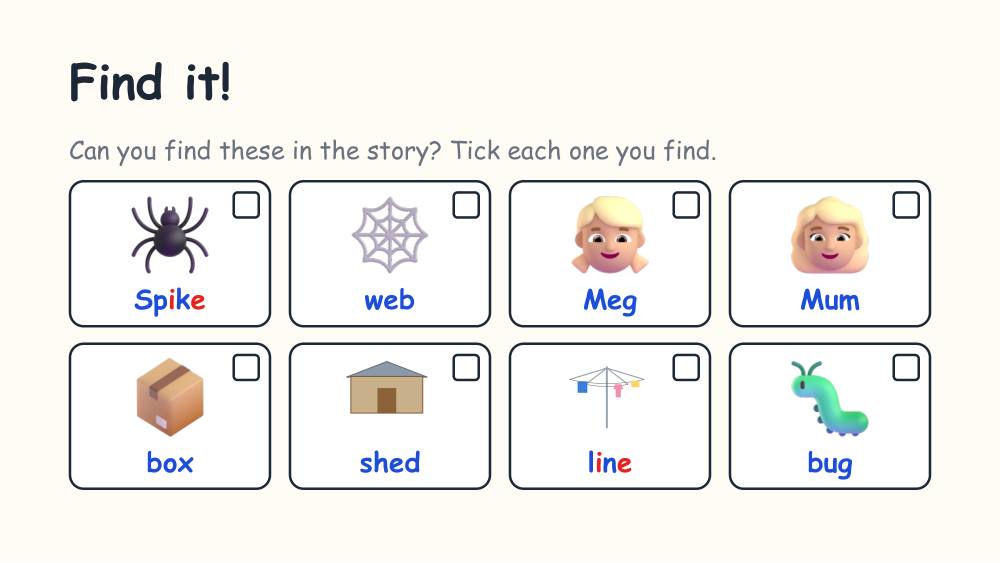 Find it!
Can you find these in the story? Tick each one you find.
Spike
web
Meg
Mum
box
shed
line
bug